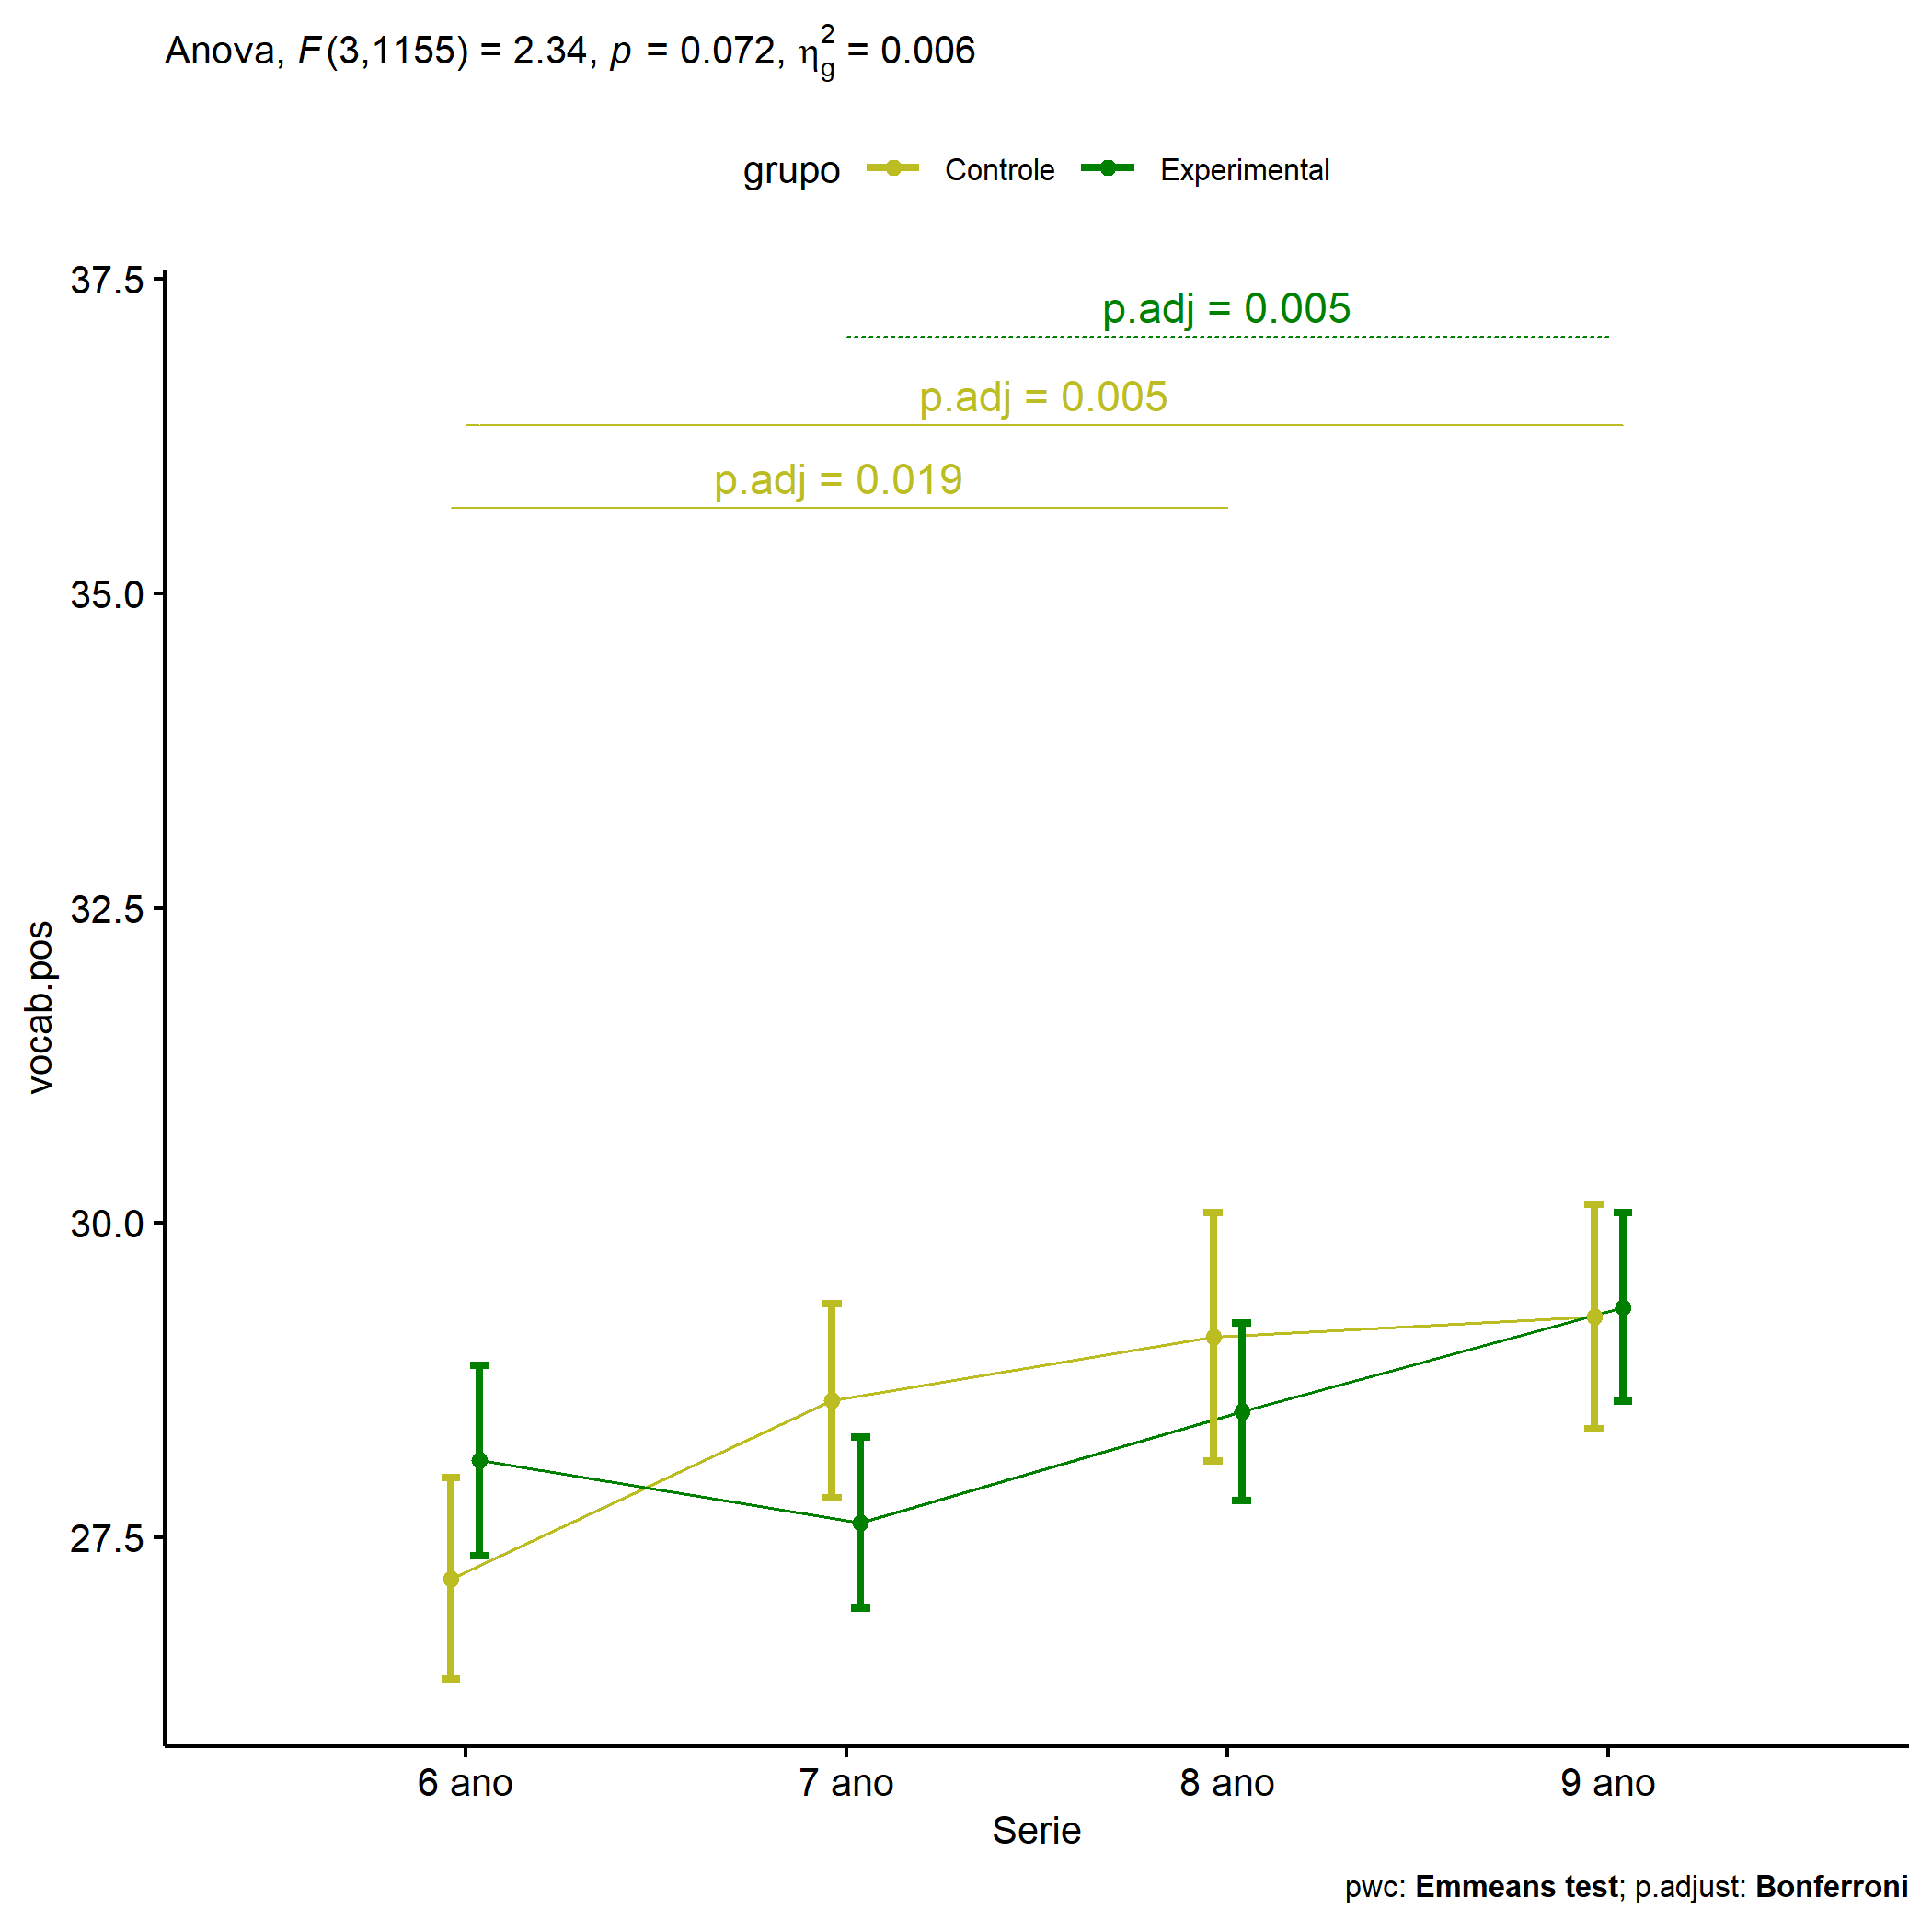 Anova, F(3,1155) = 2.34, p = 0.072, η²g = 0.006
grupo Controle Experimental
37.5
35.0
32.5
30.0
27.5
vocab.pos
p.adj = 0.005
p.adj = 0.005
p.adj = 0.019
6 ano 7 ano 8 ano 9 ano
Serie
pwc: Emmeans test; p.adjust: Bonferroni